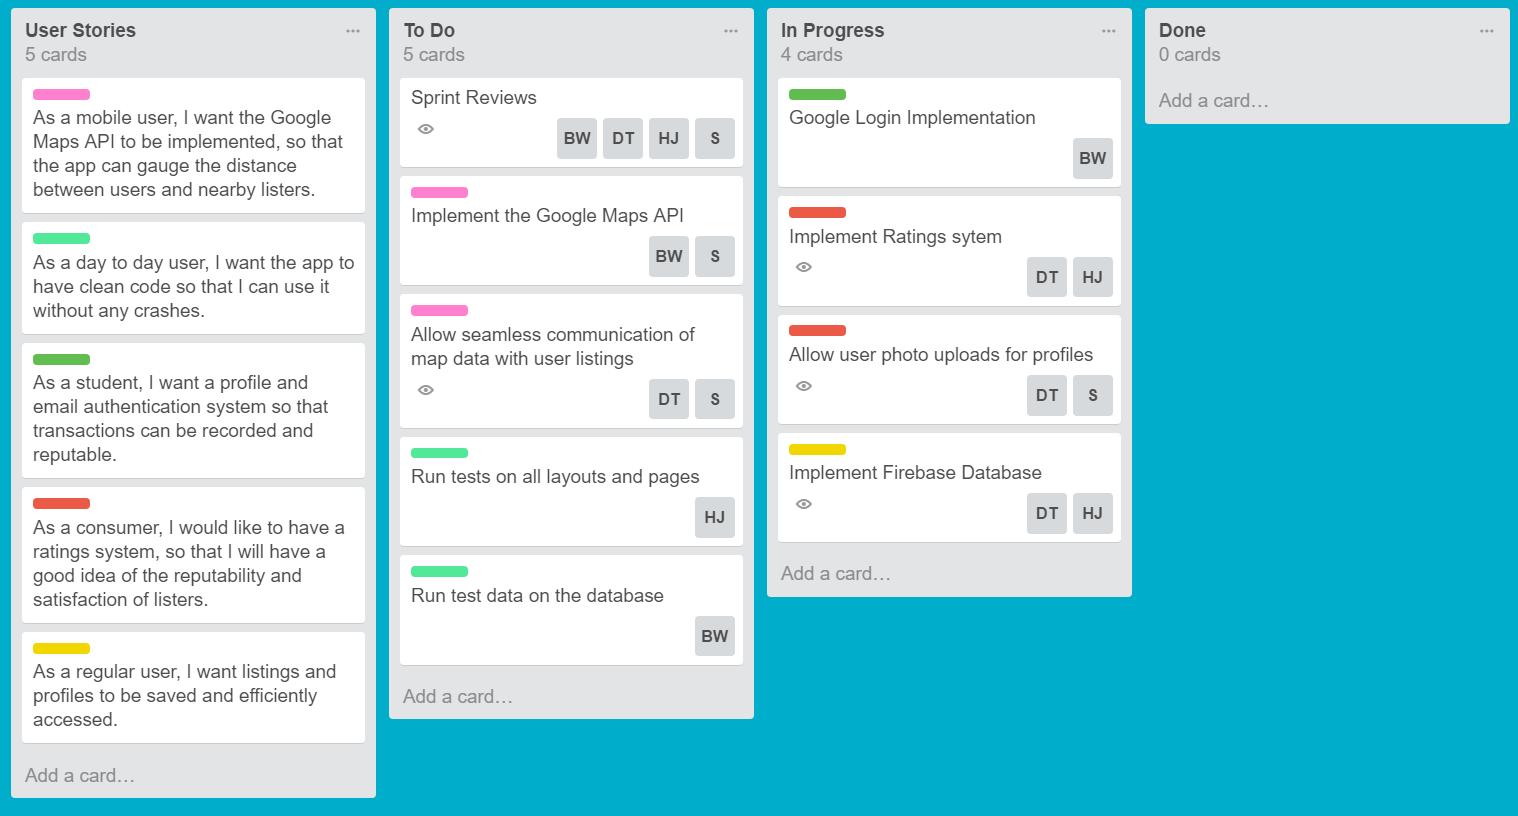 User Stories
5 cards
As a mobile user, I want the Google
Maps API to be implemented, so that
the app can gauge the distance
between users and nearby listers.
As a day to day user, I want the app to
have clean code so that I can use it
without any crashes.
As a student, I want a profile and
email authentication system so that
transactions can be recorded and
reputable.
As a consumer, I would like to have a
ratings system, so that I will have a
good idea of the reputability and
satisfaction of listers.
As a regular user, I want listings and
profiles to be saved and efficiently
accessed.
Add a card…
To Do
5 cards
Sprint Reviews
BW DT HJ S
Implement the Google Maps API
BW S
Allow seamless communication of
map data with user listings
DT S
Run tests on all layouts and pages
HJ
Run test data on the database
BW
Add a card…
In Progress
4 cards
Google Login Implementation
BW
Implement Ratings sytem
DT HJ
Allow user photo uploads for profiles
DT S
Implement Firebase Database
DT HJ
Add a card…
Done
0 cards
Add a card…